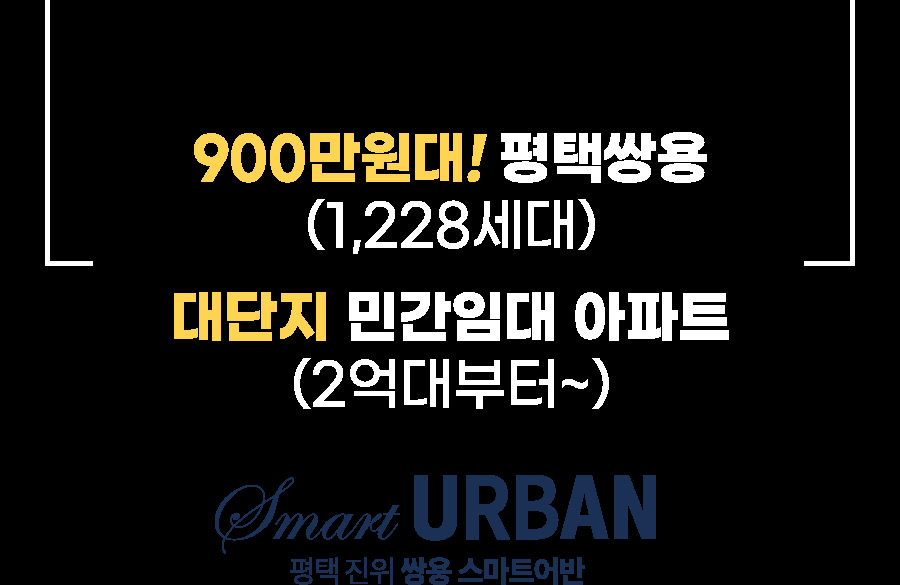 900만원대! 평택쌍용
(1,228세대)
대단지 민간임대 아파트
(2억대부터~)
Smart URBAN
평택 진위 쌍용 스마트어반